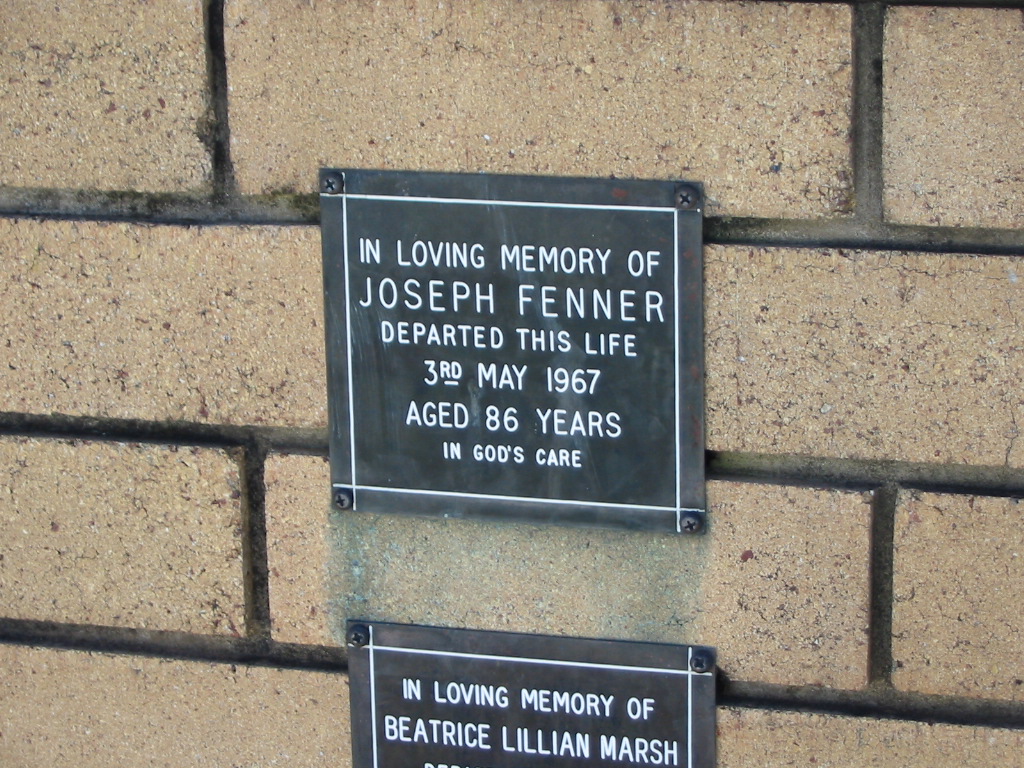 IN LOVING MEMORY OF
JOSEPH FENNER
DEPARTED THIS LIFE
3RD MAY 1967
AGED 86 YEARS
IN GOD'S CARE
IN LOVING MEMORY OF
BEATRICE LILLIAN MARSH